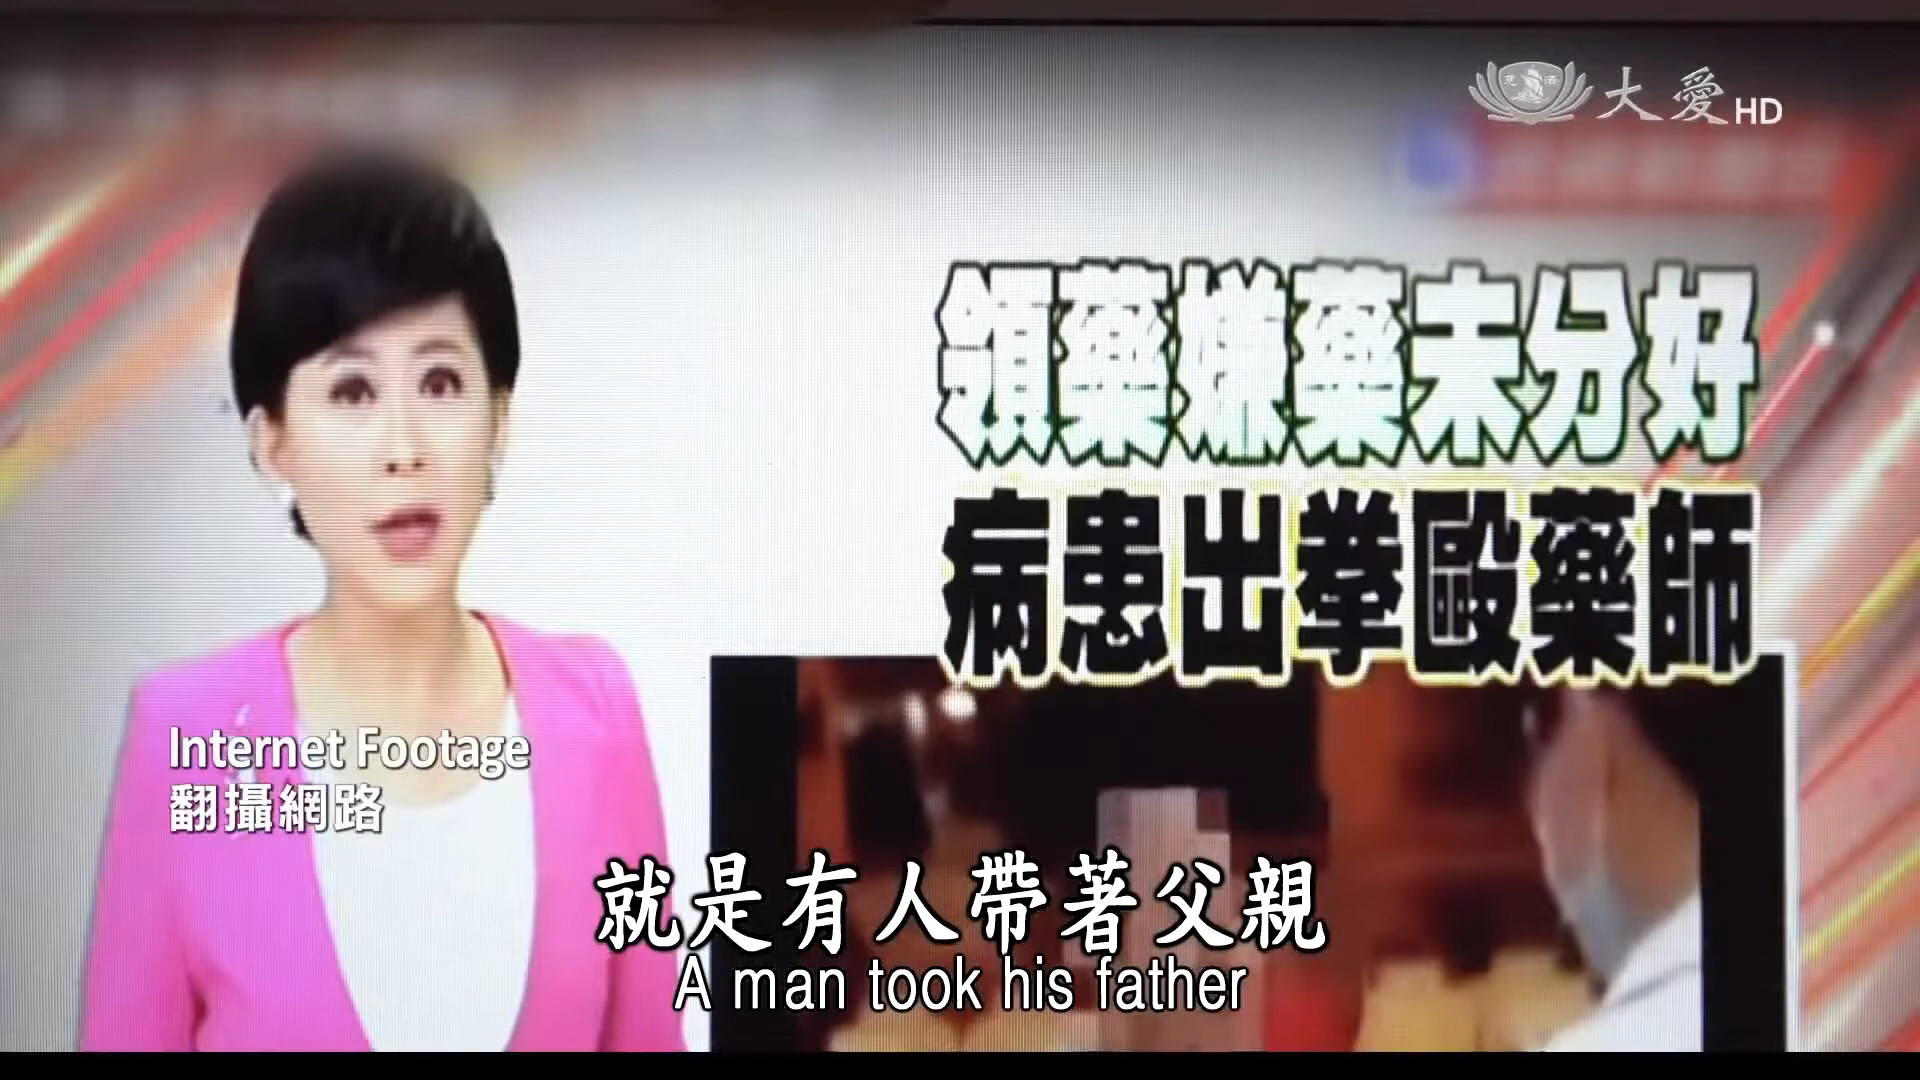 大愛HD
領藥嫌藥未分好
病患出拳毆藥師
Internet Footage
翻攝網路
就是有人帶著父親
A man took his father